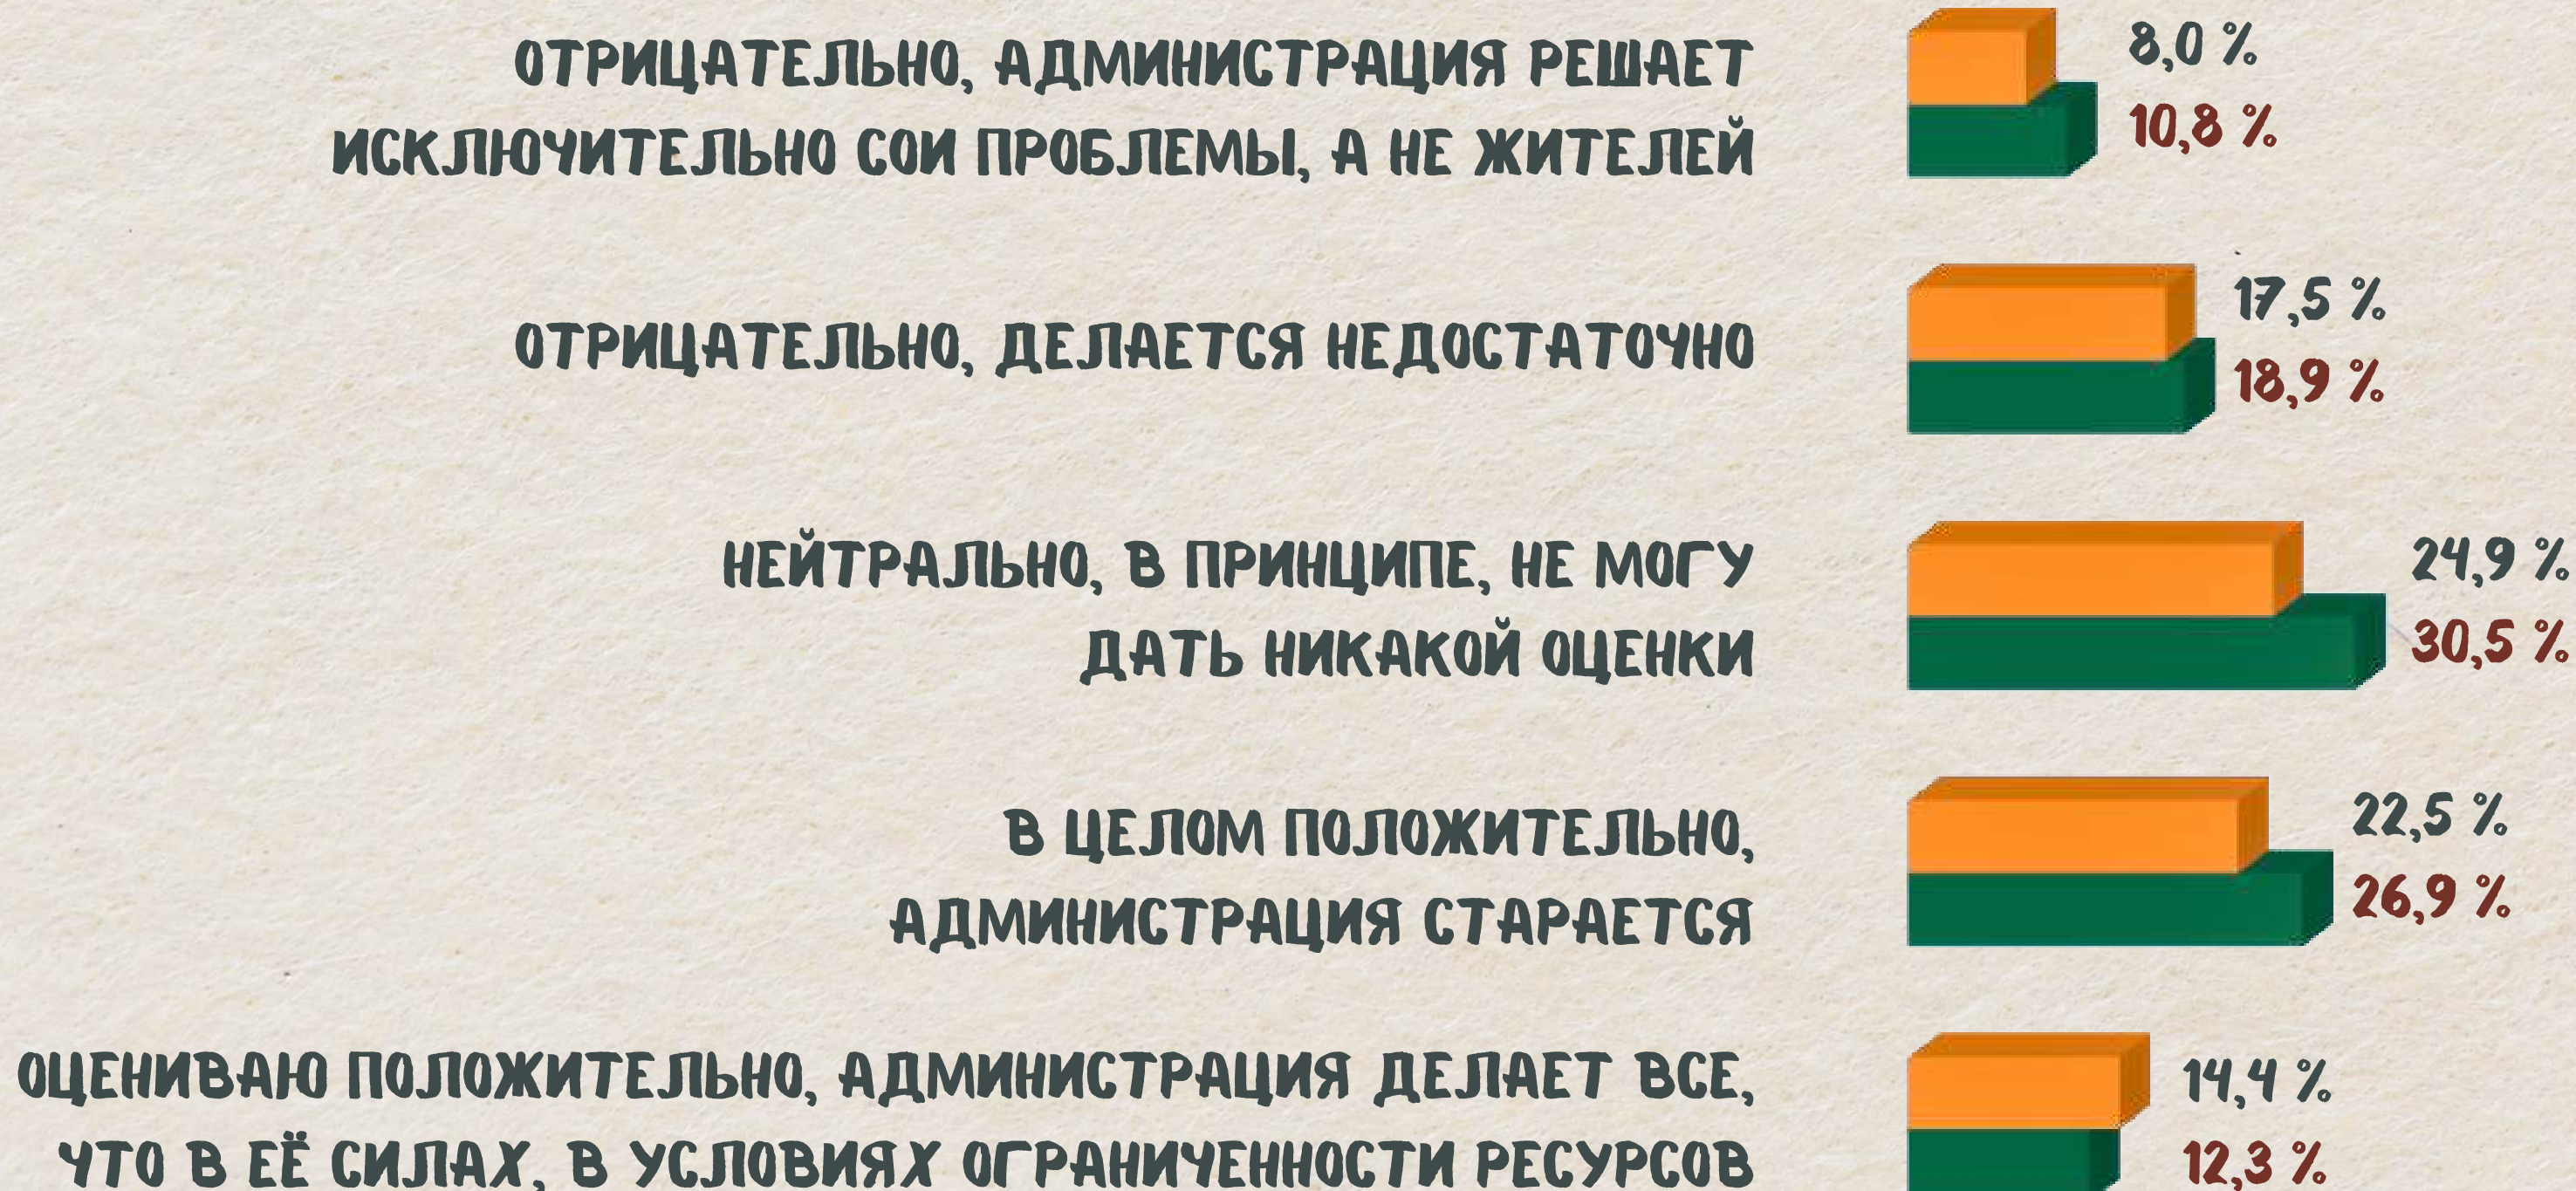 ОТРИЦАТЕЛЬНО, АДМИНИСТРАЦИЯ РЕШАЕТ
ИСКЛЮЧИТЕЛЬНО СОИ ПРОБЛЕМЫ, А НЕ ЖИТЕЛЕЙ
8,0 %
10,8 %
ОТРИЦАТЕЛЬНО, ДЕЛАЕТСЯ НЕДОСТАТОЧНО
17,5 %
18,9 %
НЕЙТРАЛЬНО, В ПРИНЦИПЕ, НЕ МОГУ
ДАТЬ НИКАКОЙ ОЦЕНКИ
24,9 %
30,5 %
В ЦЕЛОМ ПОЛОЖИТЕЛЬНО,
АДМИНИСТРАЦИЯ СТАРАЕТСЯ
22,5 %
26,9 %
ОЦЕНИВАЮ ПОЛОЖИТЕЛЬНО, АДМИНИСТРАЦИЯ ДЕЛАЕТ ВСЕ,
ЧТО В ЕЁ СИЛАХ, В УСЛОВИЯХ ОГРАНИЧЕННОСТИ РЕСУРСОВ
14,4 %
12,3 %